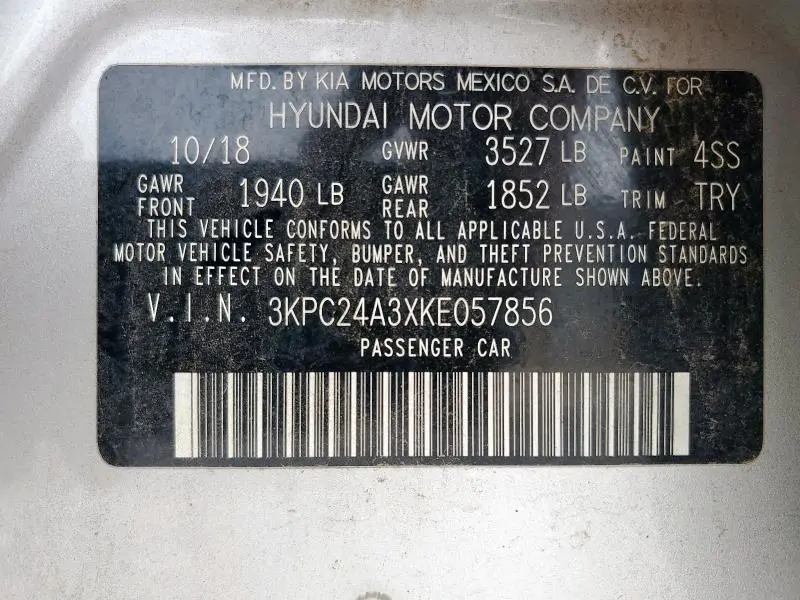 MFD. BY KIA MOTORS MEXICO S.A. DE C.V. FOR
HYUNDAI MOTOR COMPANY
10/18 GVWR 3527 LB PAINT 4SS
GAWR FRONT 1940 LB GAWR REAR 1852 LB TRIM TRY
THIS VEHICLE CONFORMS TO ALL APPLICABLE U.S.A. FEDERAL
MOTOR VEHICLE SAFETY, BUMPER, AND THEFT PREVENTION STANDARDS
IN EFFECT ON THE DATE OF MANUFACTURE SHOWN ABOVE.
V.I.N. 3KPC24A3XKE057856
PASSENGER CAR